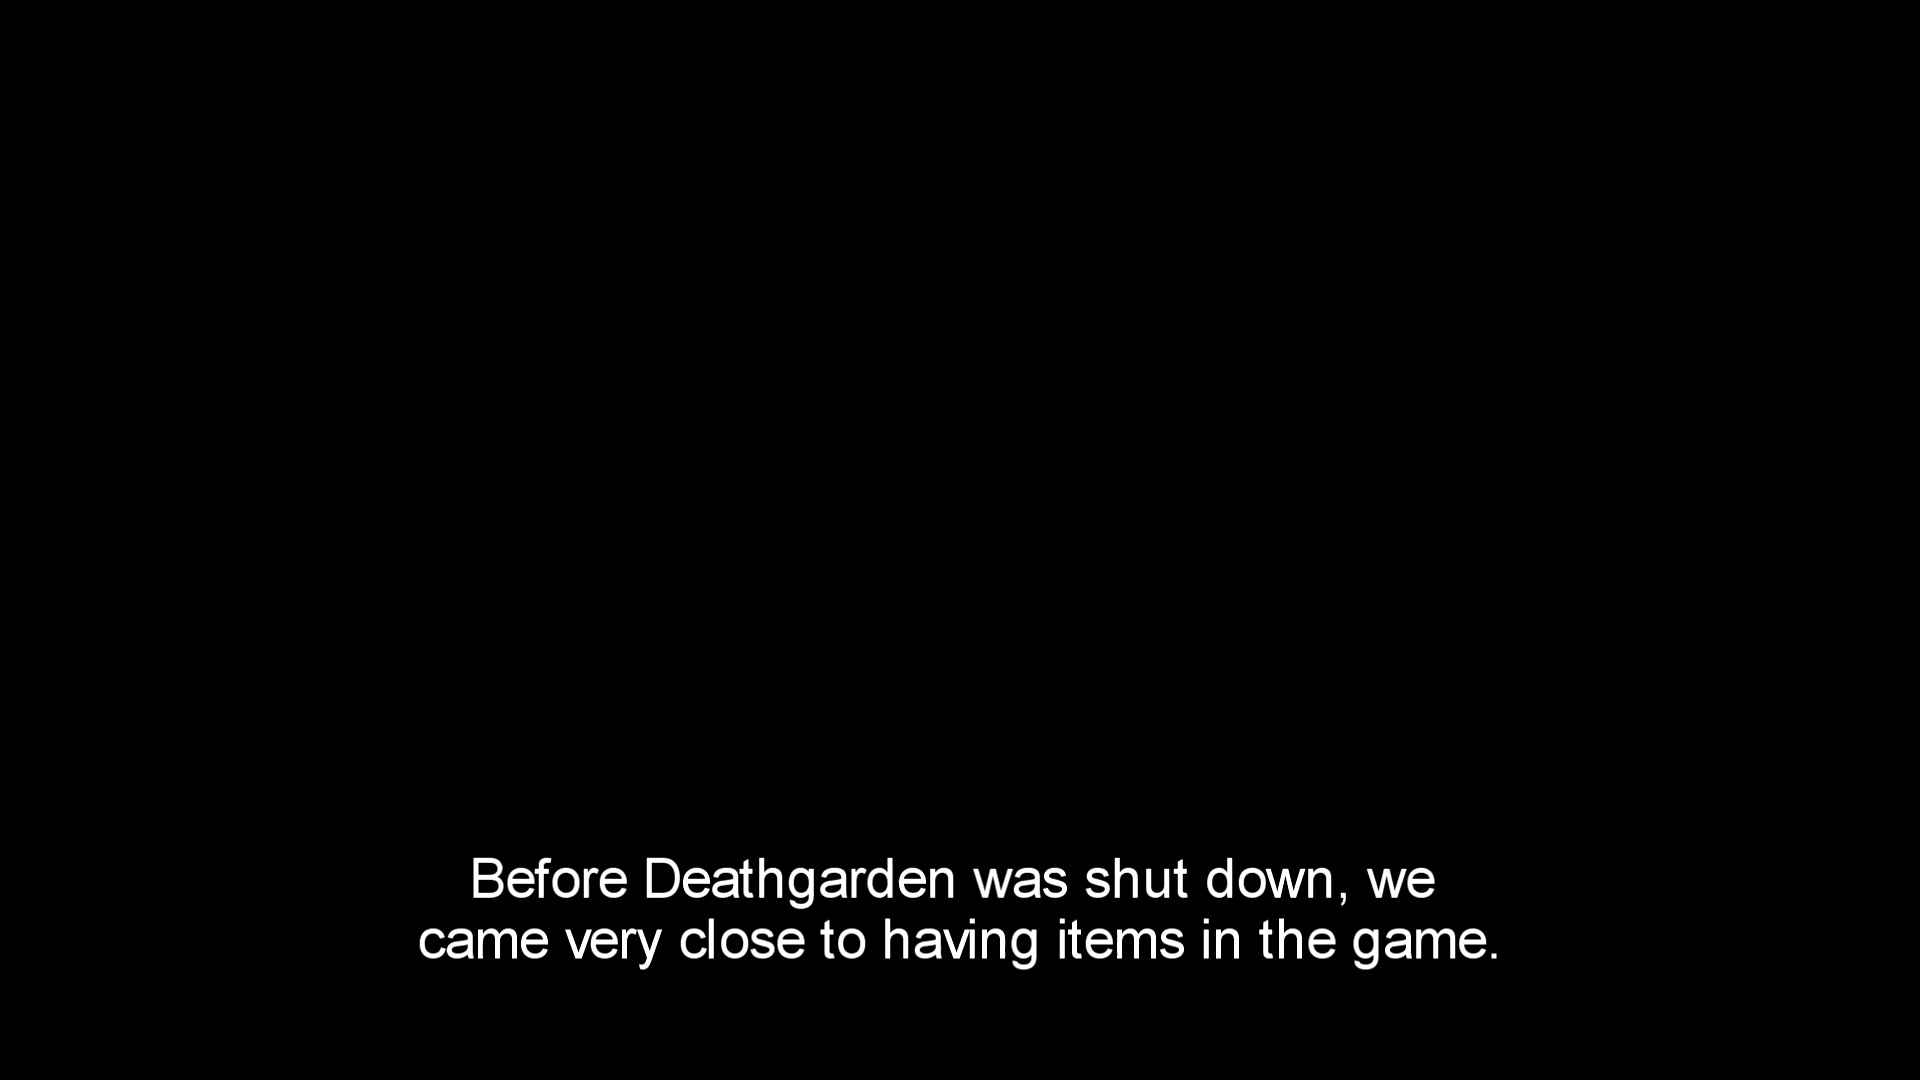 Before Deathgarden was shut down, we
came very close to having items in the game.